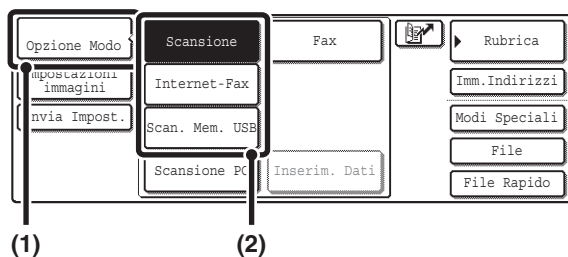 Opzione Modo
Scansione
Fax
Rubrica
Impostazioni
immagini
Internet-Fax
Imm.Indirizzi
Invia Impost.
Scan. Mem. USB
Modi Speciali
File
Scansione PC
Inserim. Dati
File Rapido
(1)
(2)